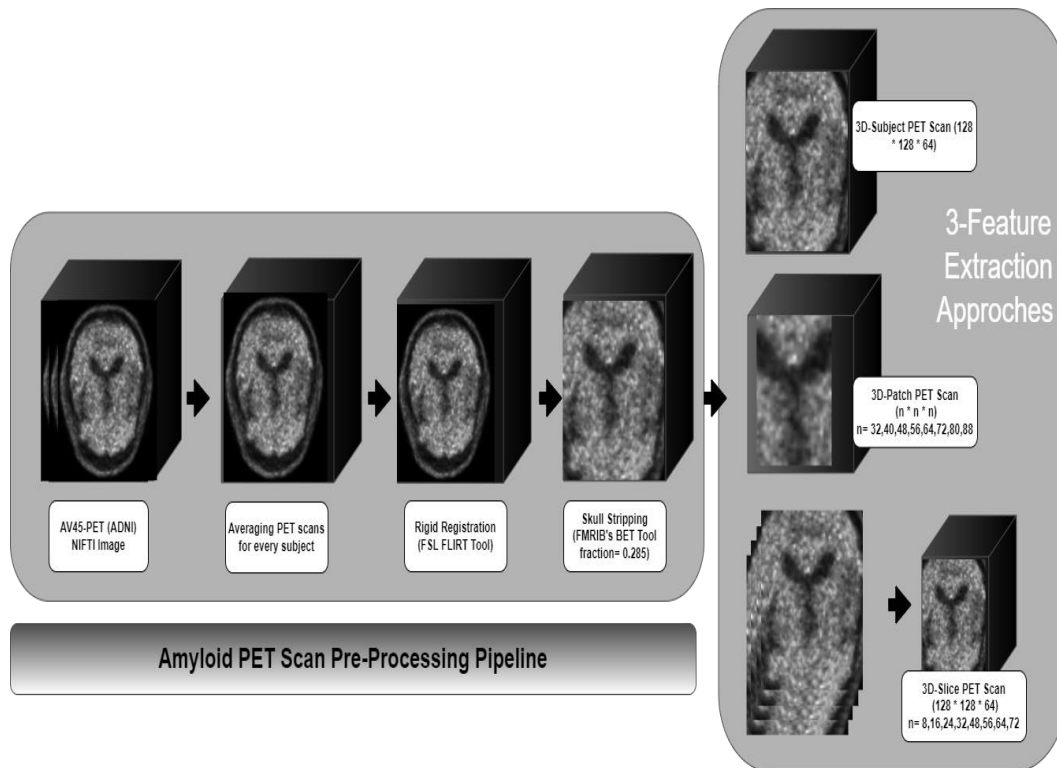 AV45-PET (ADNI)
NIFTI Image
Averaging PET scans
for every subject
Rigid Registration
(FSL FLIRT Tool)
Skull Stripping
(FMRIB's BET Tool
fraction= 0.285)
Amyloid PET Scan Pre-Processing Pipeline
3D-Subject PET Scan (128
* 128 * 64)
3-Feature
Extraction
Approches
3D-Patch PET Scan
(n * n * n)
n= 32,40,48,56,64,72,80,88
3D-Slice PET Scan
(128 * 128 * 64)
n= 8,16,24,32,48,56,64,72